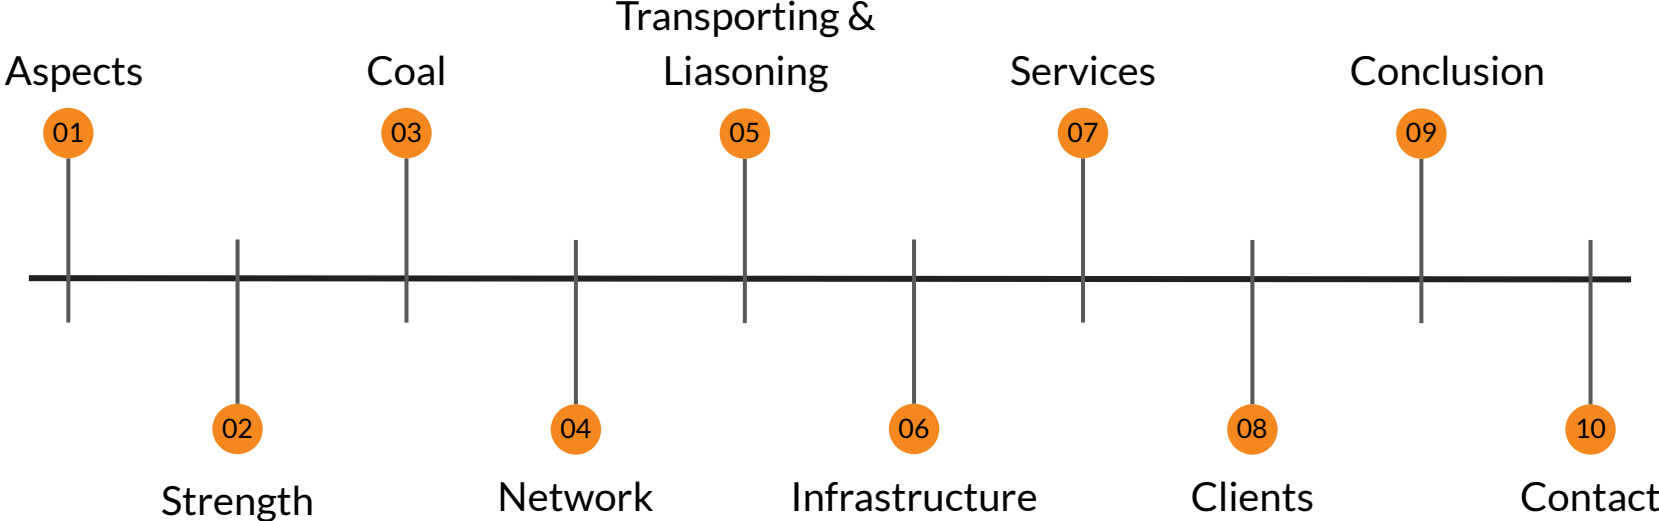 Transporting &
Aspects Coal Liasoning Services Conclusion
01 03 05 07 09
02 04 06 08 10
Strength Network Infrastructure Clients Contact